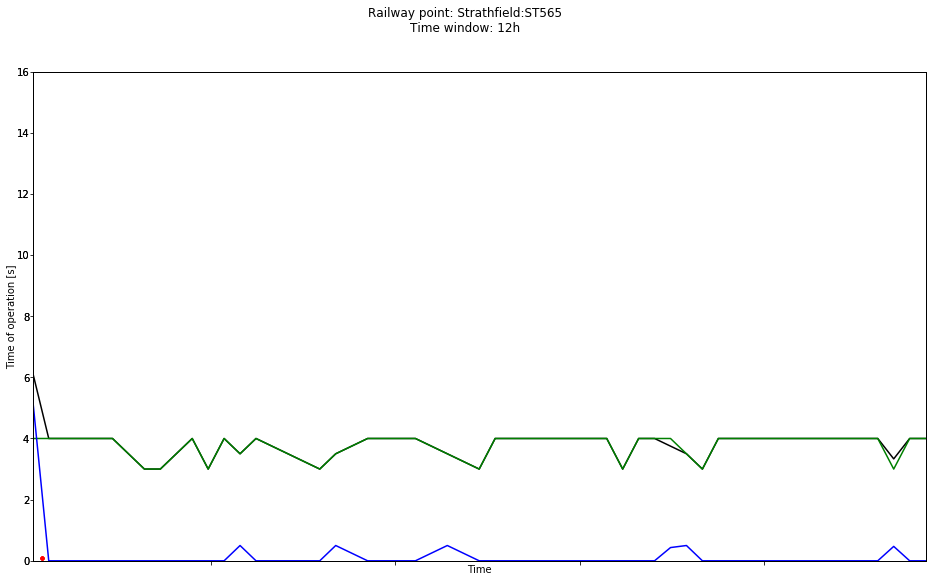 Railway point: Strathfield:ST565
Time window: 12h
16
14
12
10
8
6
4
2
0
Time of operation [s]
Time